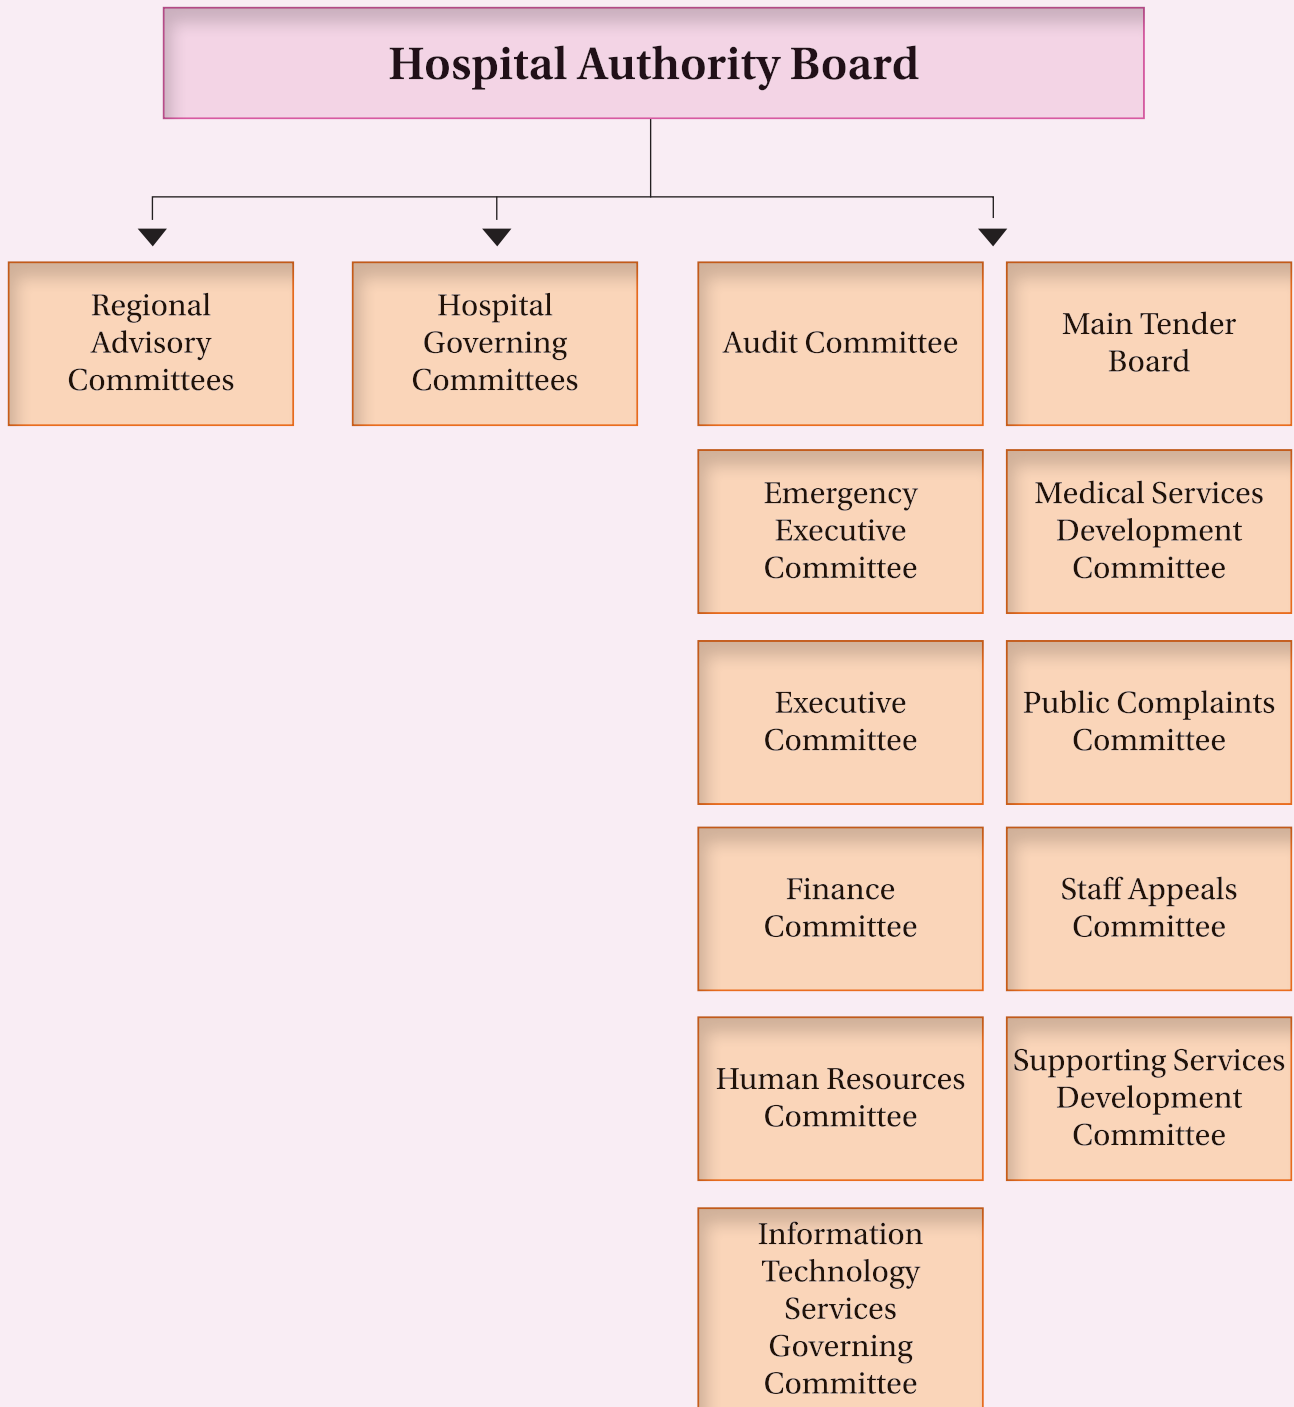 Hospital Authority Board
Regional
Advisory
Committees
Hospital
Governing
Committees
Audit Committee
Main Tender
Board
Emergency
Executive
Committee
Medical Services
Development
Committee
Executive
Committee
Public Complaints
Committee
Finance
Committee
Staff Appeals
Committee
Human Resources
Committee
Supporting Services
Development
Committee
Information
Technology
Services
Governing
Committee